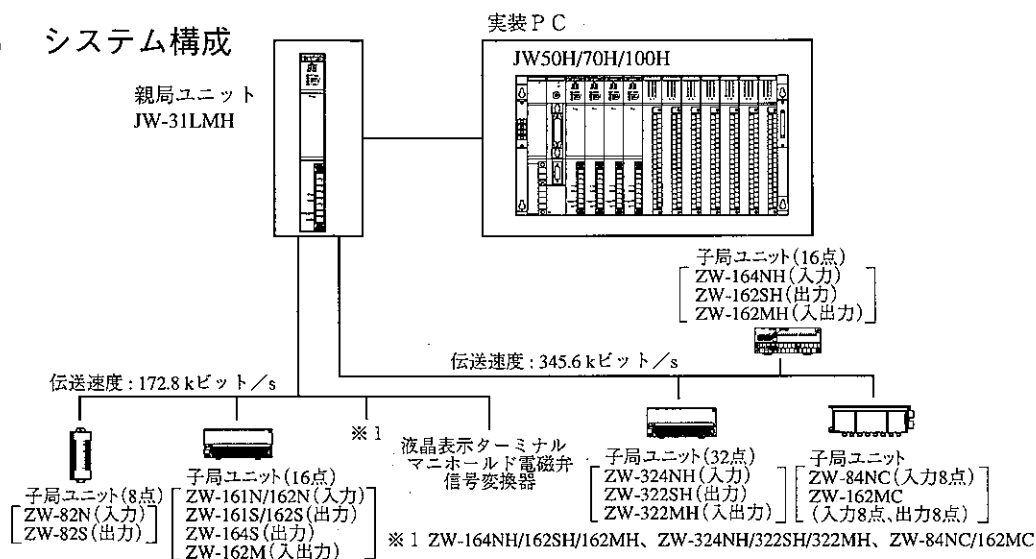 システム構成
実装PC
JW50H/70H/100H
親局ユニット
JW-31LMH
子局ユニット(16点)
ZW-164NH(入力)
ZW-162SH(出力)
ZW-162MH(入出力)
伝送速度:345.6 kビット/s
伝送速度:172.8 kビット/s
※1
液晶表示ターミナル
マニホールド電磁弁
信号変換器
子局ユニット(8点)
ZW-82N(入力)
ZW-82S(出力)
子局ユニット(16点)
ZW-161N/162N(入力)
ZW-161S/162S(出力)
ZW-164S(出力)
ZW-162M(入出力)
子局ユニット(32点)
ZW-324NH(入力)
ZW-322SH(出力)
ZW-322MH(入出力)
子局ユニット
ZW-84NC(入力8点)
ZW-162MC
(入力8点、出力8点)
※1 ZW-164NH/162SH/162MH、ZW-324NH/322SH/322MH、ZW-84NC/162MC